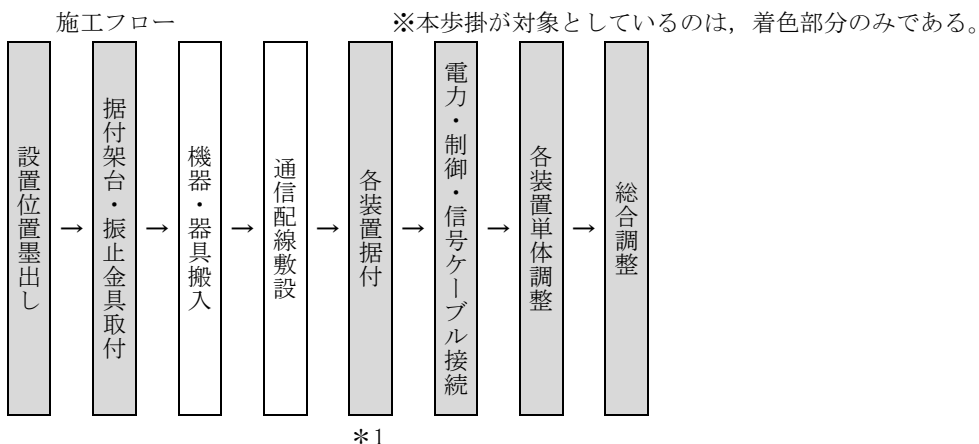 施工フロー
※本歩掛が対象としているのは，着色部分のみである。
設置位置墨出し
→
据付架台・振止金具取付
→
機器・器具搬入
→
通信配線敷設
→
各装置据付
→
電力・制御・信号ケーブル接続
→
各装置単体調整
→
総合調整
＊1